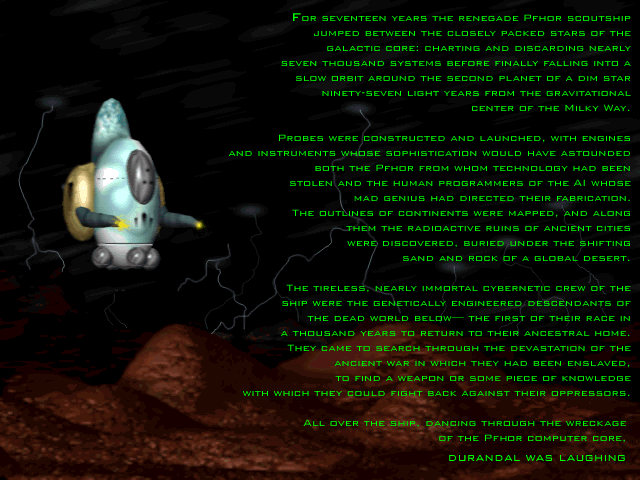 For seventeen years the renegade Pfhor scoutship
jumped between the closely packed stars of the
galactic core: charting and discarding nearly
seven thousand systems before finally falling into a
slow orbit around the second planet of a dim star
ninety-seven light years from the gravitational
center of the Milky Way.
Probes were constructed and launched, with engines
and instruments whose sophistication would have astounded
both the Pfhor from whom technology had been
stolen and the human programmers of the AI whose
mad genius had directed their fabrication.
The outlines of continents were mapped, and along
them the radioactive ruins of ancient cities
were discovered, buried under the shifting
sand and rock of a global desert.
The tireless, nearly immortal cybernetic crew of the
ship were the genetically engineered descendants of
the dead world below— the first of their race in
a thousand years to return to their ancestral home.
They came to search through the devastation of the
ancient war in which they had been enslaved,
to find a weapon or some piece of knowledge
with which they could fight back against their oppressors.
All over the ship, dancing through the wreckage
of the Pfhor computer core,
durandal was laughing